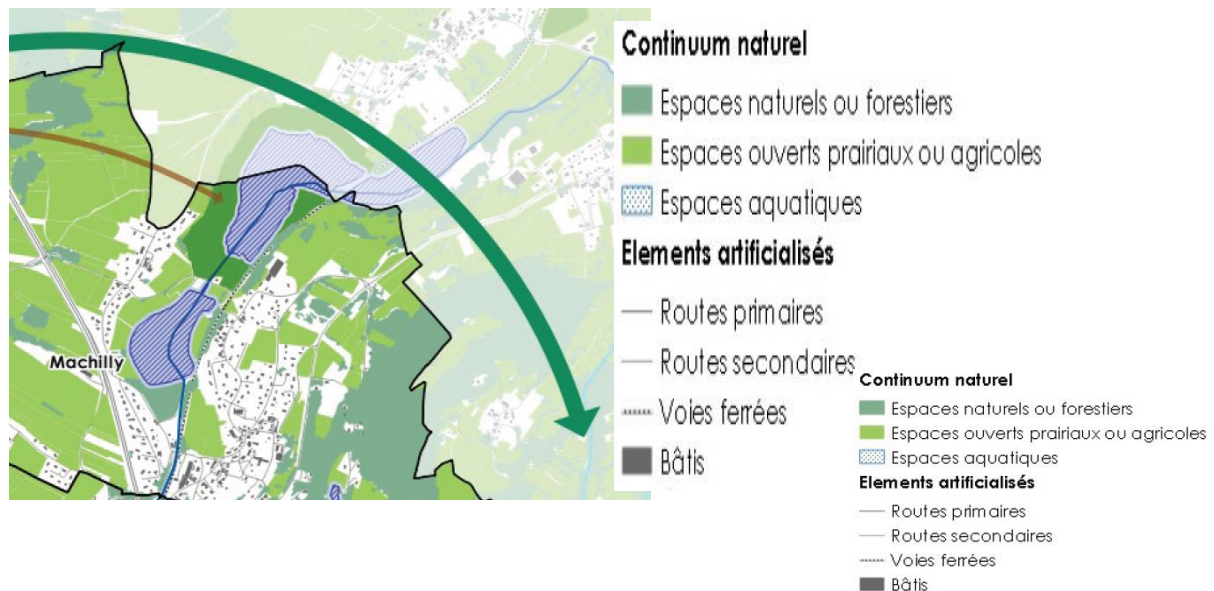 Machilly
Continuum naturel
Espaces naturels ou forestiers
Espaces ouverts prairiaux ou agricoles
Espaces aquatiques
Elements artificialisés
Routes primaires
Routes secondaires
Voies ferrées
Bâtis
Continuum naturel
Espaces naturels ou forestiers
Espaces ouverts prairiaux ou agricoles
Espaces aquatiques
Elements artificialisés
Routes primaires
Routes secondaires
Voies ferrées
Bâtis